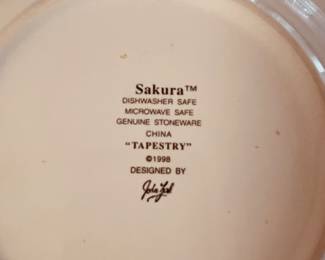 Sakura™
DISHWASHER SAFE
MICROWAVE SAFE
GENUINE STONEWARE
CHINA
"TAPESTRY"
©1998
DESIGNED BY